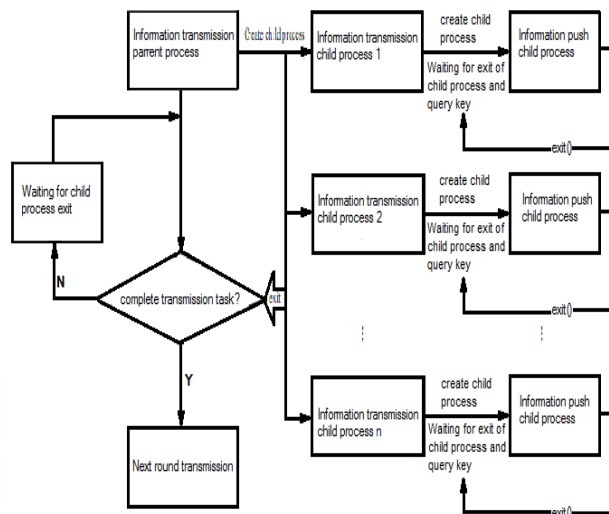 Information transmission
parrent process
Create child process
Information transmission
child process 1
create child
process
Waiting for exit of
child process and
query key
Information push
child process
exit()
Waiting for child
process exit
N
complete transmission task?
exit
Y
Next round transmission
Information transmission
child process 2
create child
process
Waiting for exit of
child process and
query key
Information push
child process
exit()
Information transmission
child process n
create child
process
Waiting for exit of
child process and
query key
Information push
child process
exit()